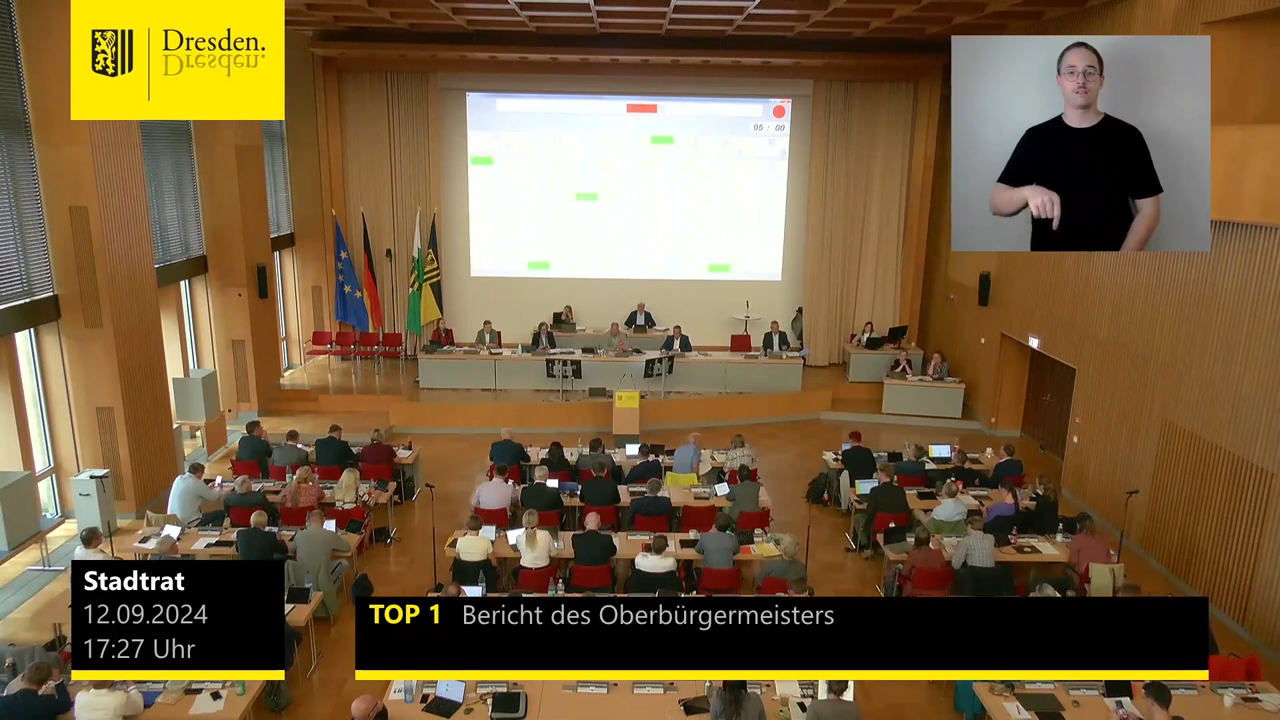 Dresden.
Dresden.
05 : 00
Stadtrat
12.09.2024
17:27 Uhr
TOP 1 Bericht des Oberbürgermeisters